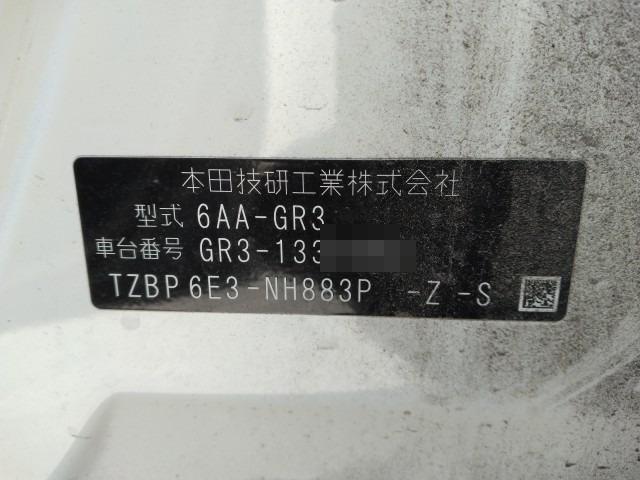 本田技研工業株式会社
型式 6AA-GR3
車台番号 GR3-133
TZBP 6E3-NH883P -Z -S